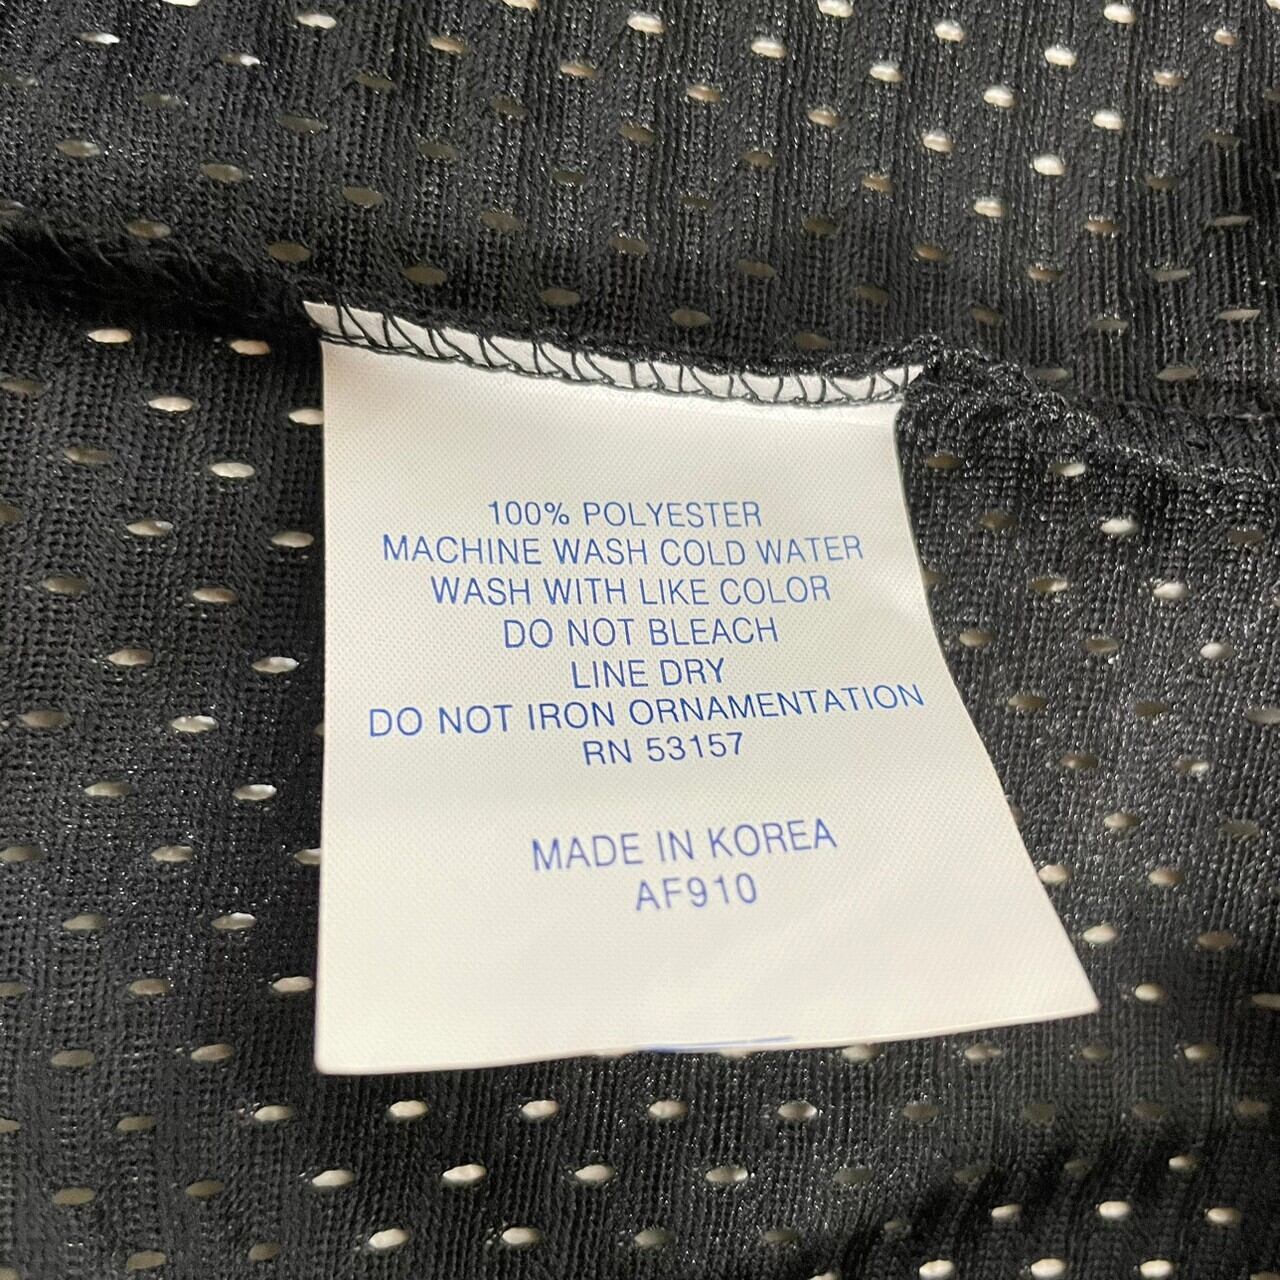 100% POLYESTER
MACHINE WASH COLD WATER
WASH WITH LIKE COLOR
DO NOT BLEACH
LINE DRY
DO NOT IRON ORNAMENTATION
RN 53157
MADE IN KOREA
AF910